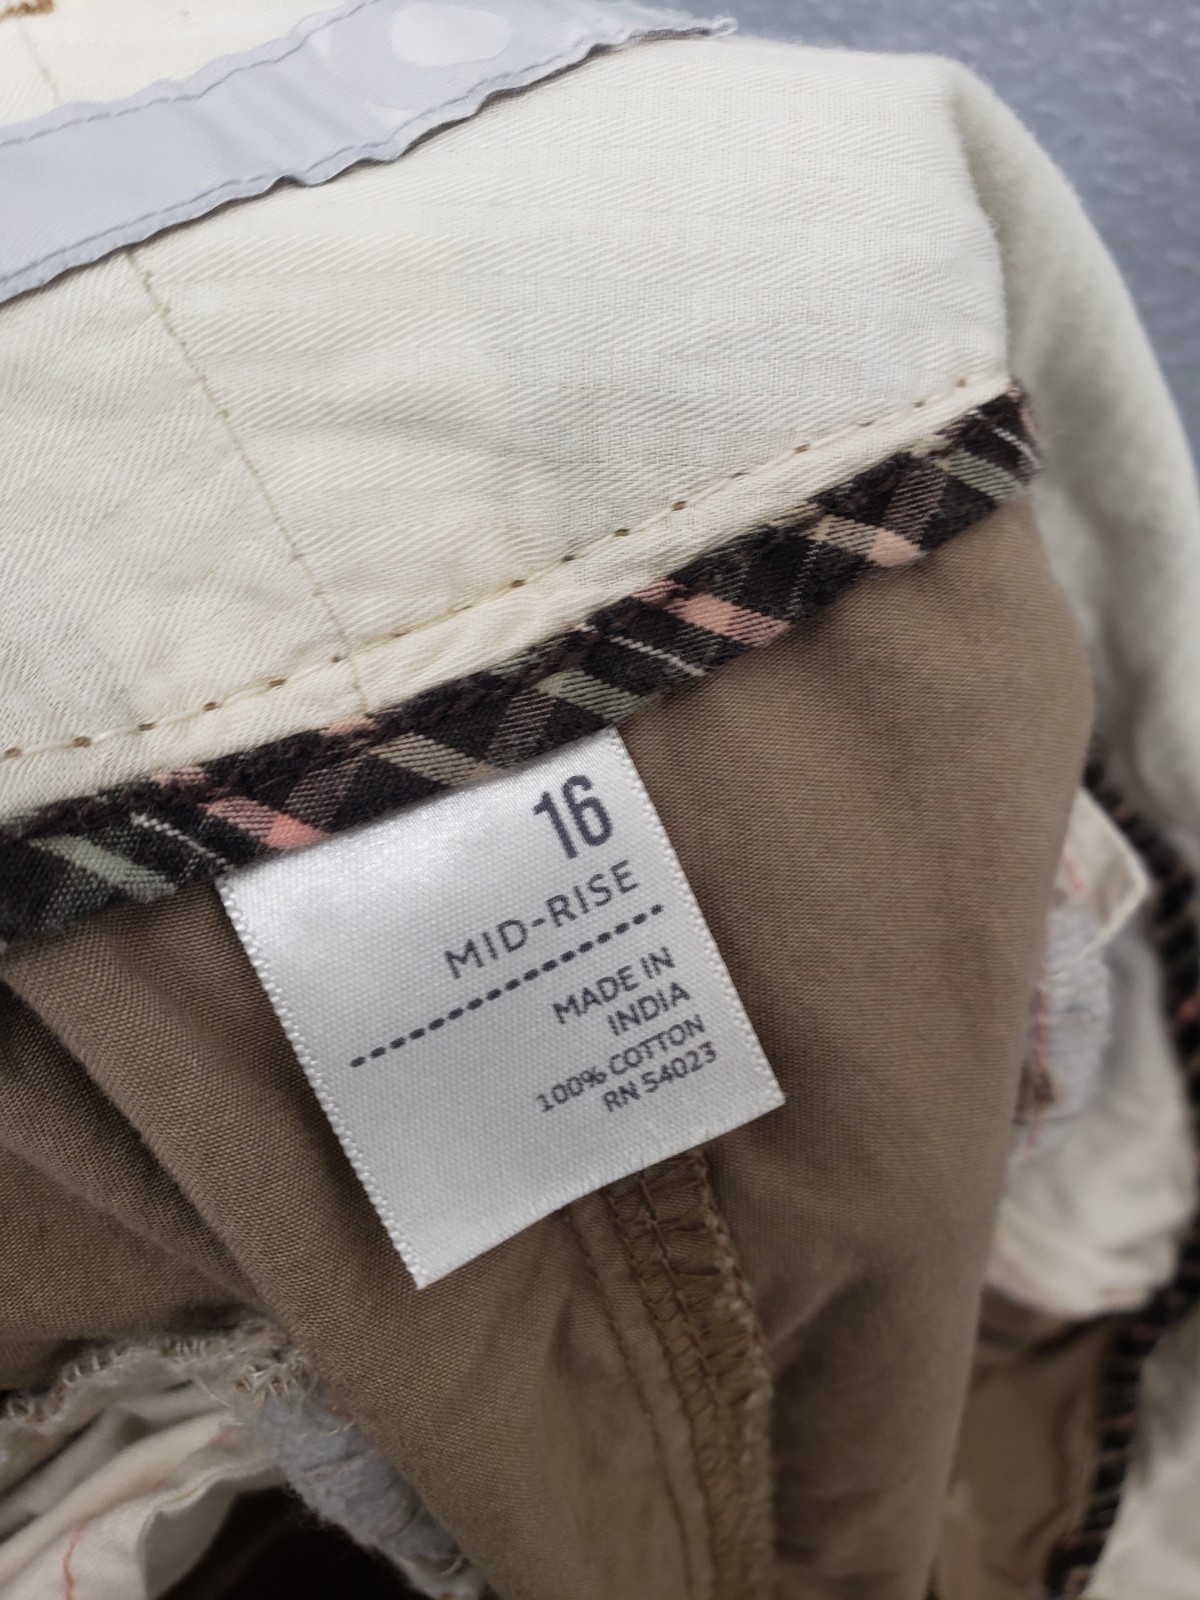 16
MID-RISE
MADE IN
INDIA
100% COTTON
RN 54023